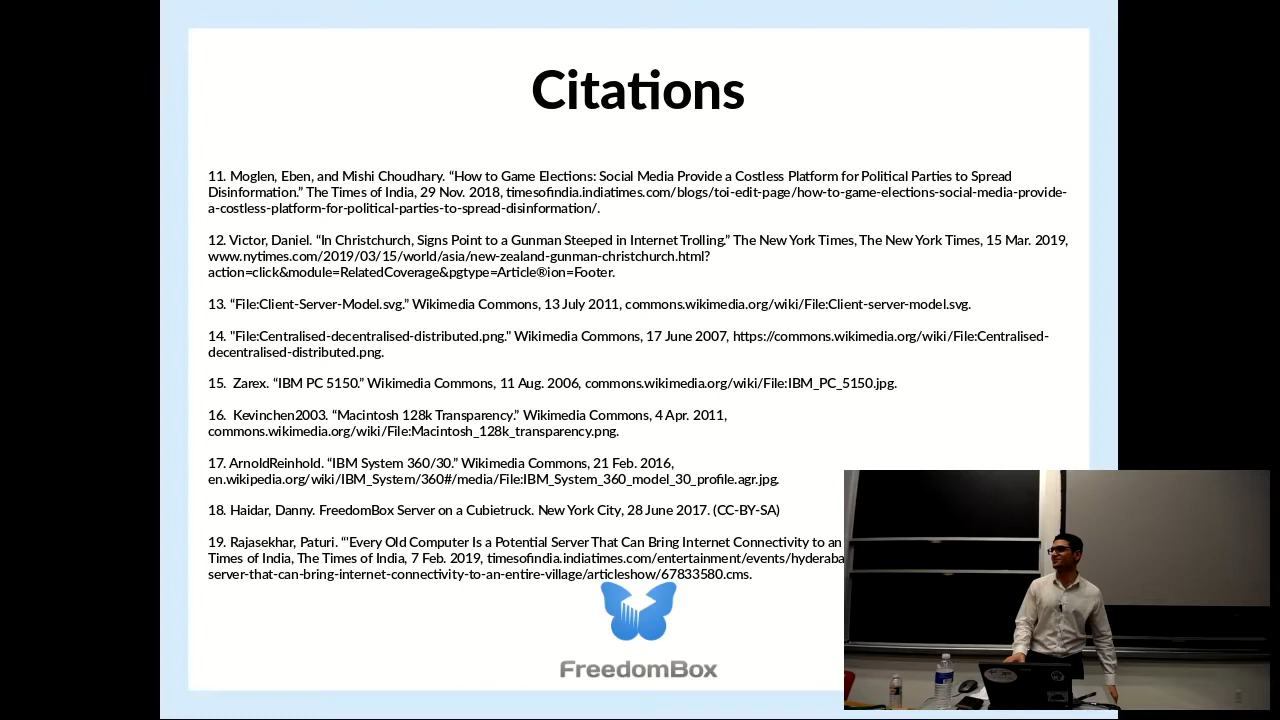 Citations
11. Moglen, Eben, and Mishi Choudhary. “How to Game Elections: Social Media Provide a Costless Platform for Political Parties to Spread
Disinformation.” The Times of India, 29 Nov. 2018, timesofindia.indiatimes.com/blogs/toi-edit-page/how-to-game-elections-social-media-provide-
a-costless-platform-for-political-parties-to-spread-disinformation/.
12. Victor, Daniel. “In Christchurch, Signs Point to a Gunman Steeped in Internet Trolling.” The New York Times, The New York Times, 15 Mar. 2019,
www.nytimes.com/2019/03/15/world/asia/new-zealand-gunman-christchurch.html?
action=click&module=RelatedCoverage&pgtype=Article®ion=Footer.
13. “File:Client-Server-Model.svg.” Wikimedia Commons, 13 July 2011, commons.wikimedia.org/wiki/File:Client-server-model.svg.
14. "File:Centralised-decentralised-distributed.png." Wikimedia Commons, 17 June 2007, https://commons.wikimedia.org/wiki/File:Centralised-
decentralised-distributed.png.
15.  Zarex. “IBM PC 5150.” Wikimedia Commons, 11 Aug. 2006, commons.wikimedia.org/wiki/File:IBM_PC_5150.jpg.
16.  Kevinchen2003. “Macintosh 128k Transparency.” Wikimedia Commons, 4 Apr. 2011,
commons.wikimedia.org/wiki/File:Macintosh_128k_transparency.png.
17. ArnoldReinhold. “IBM System 360/30.” Wikimedia Commons, 21 Feb. 2016,
en.wikipedia.org/wiki/IBM_System/360#/media/File:IBM_System_360_model_30_profile.agr.jpg.
18. Haidar, Danny. FreedomBox Server on a Cubietruck. New York City, 28 June 2017. (CC-BY-SA)
19. Rajasekhar, Paturi. “'Every Old Computer Is a Potential Server That Can Bring Internet Connectivity to an
Times of India, The Times of India, 7 Feb. 2019, timesofindia.indiatimes.com/entertainment/events/hyderaba
server-that-can-bring-internet-connectivity-to-an-entire-village/articleshow/67833580.cms.
FreedomBox